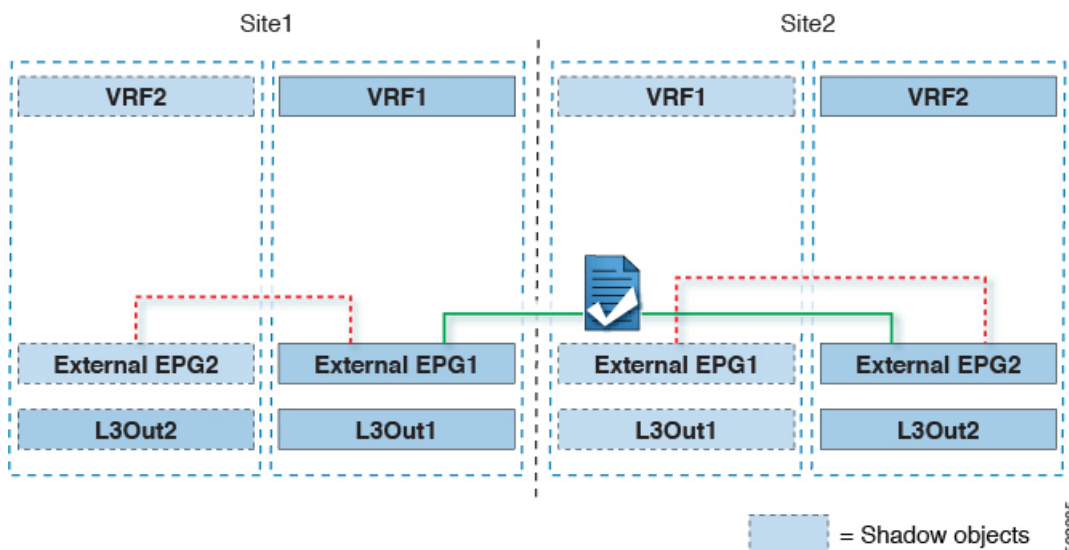 Site1
Site2
VRF2
VRF1
VRF1
VRF2
External EPG2
External EPG1
External EPG1
External EPG2
L3Out2
L3Out1
L3Out1
L3Out2
= Shadow objects